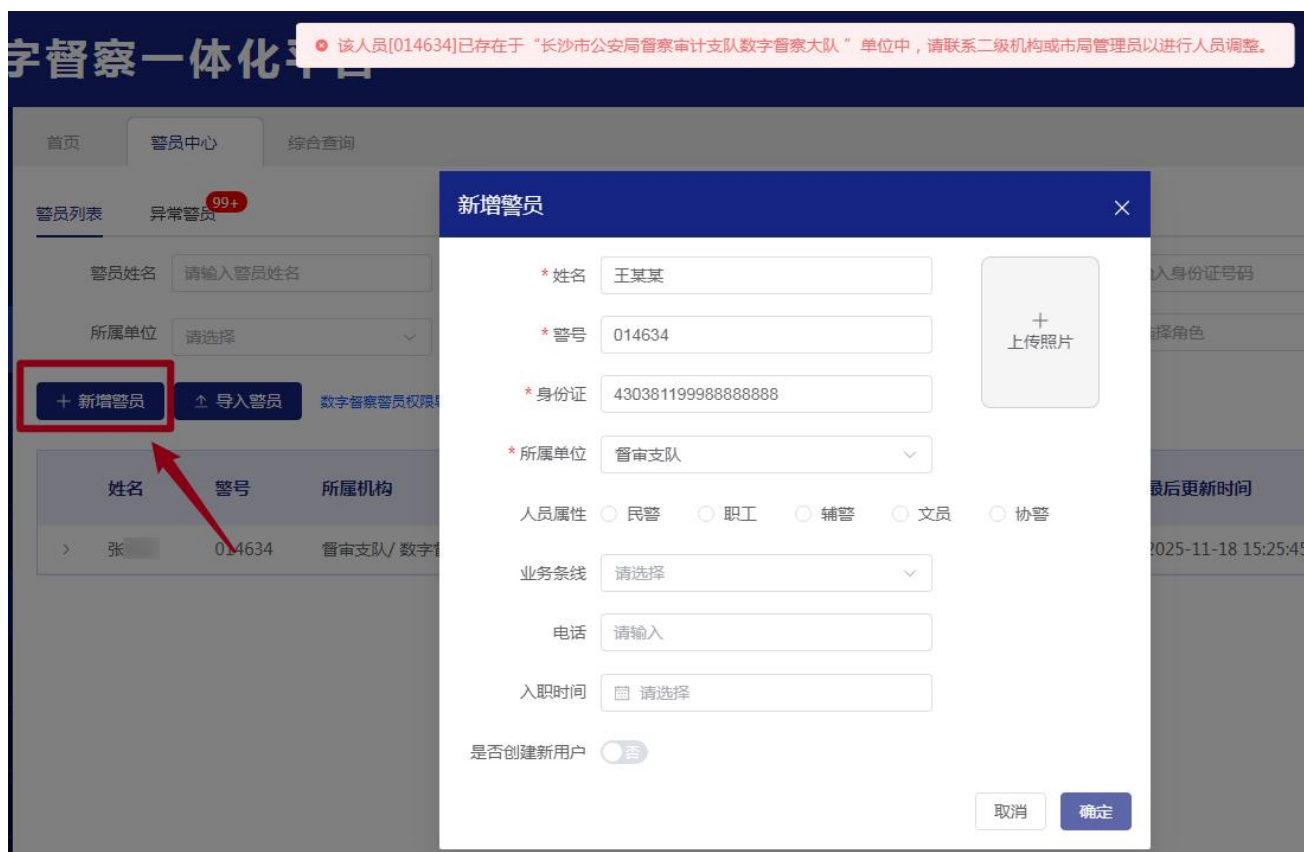 字督察一体化平台
该人员[014634]已存在于“长沙市公安局督察审计支队数字督察大队 ”单位中，请联系二级机构或市局管理员以进行人员调整。
首页 警员中心 综合查询
警员列表 异常警员 99+
警员姓名 请输入警员姓名
入身份证号码
所属单位 请选择
择角色
+ 新增警员 导入警员 数字督察警员权限
姓名 警号 所属机构 最后更新时间
张 014634 督审支队/ 数字 2025-11-18 15:25:45
新增警员
*姓名 王某某
*警号 014634
*身份证 430381199988888888
*所属单位 督审支队
人员属性 民警 职工 辅警 文员 协警
业务条线 请选择
电话 请输入
入职时间 请选择
是否创建新用户 否
+
上传照片
取消 确定